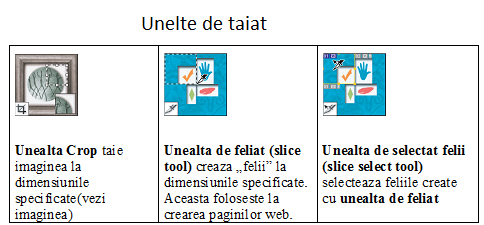 Unelte de taiat
Unealta Crop taie
imaginea la
dimensiunile
specificate(vezi
imaginea)
Unealta de feliat (slice
tool) creaza „felii” la
dimensiunile specificate.
Aceasta foloseste la
crearea paginilor web.
Unealta de selectat felii
(slice select tool)
selecteaza feliile create
cu unealta de feliat